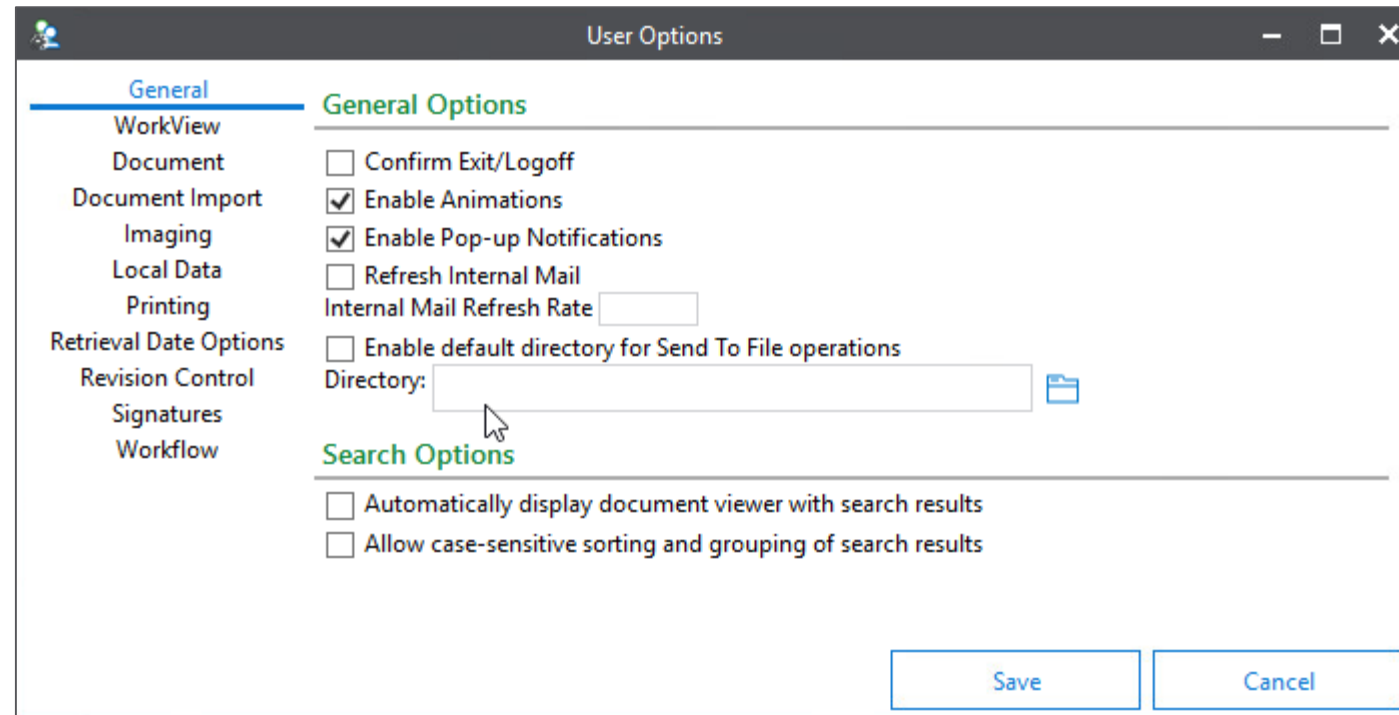 User Options
General
WorkView
Document
Document Import
Imaging
Local Data
Printing
Retrieval Date Options
Revision Control
Signatures
Workflow
General Options
Confirm Exit/Logoff
Enable Animations
Enable Pop-up Notifications
Refresh Internal Mail
Internal Mail Refresh Rate
Enable default directory for Send To File operations
Directory:
Search Options
Automatically display document viewer with search results
Allow case-sensitive sorting and grouping of search results
Save
Cancel